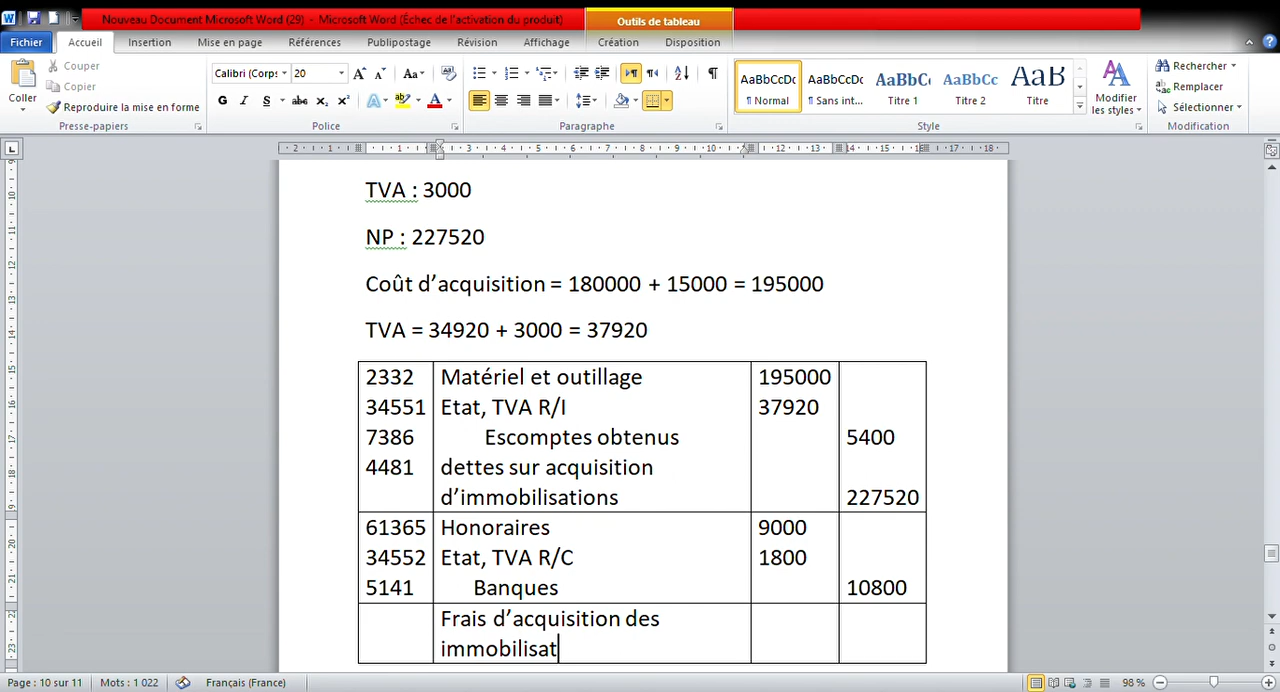 Nouveau Document Microsoft Word (29) - Microsoft Word (Échec de l'activation du produit)
Outils de tableau
Fichier Accueil Insertion Mise en page Références Publipostage Révision Affichage Création Disposition
Coller
Couper
Copier
Reproduire la mise en forme
Presse-papiers
Calibri (Corps 20
G I S abc x₂ x²
Police
Paragraphe
AaBbCcDc AaBbCcDc AaBbC AaBbCc AaB
¶ Normal ¶ Sans int... Titre 1 Titre 2 Titre
Modifier les styles
Style
Rechercher
Remplacer
Sélectionner
Modification
TVA : 3000
NP : 227520
Coût d'acquisition = 180000 + 15000 = 195000
TVA = 34920 + 3000 = 37920
2332 Matériel et outillage 195000
34551 Etat, TVA R/I 37920
7386 Escomptes obtenus 5400
4481 dettes sur acquisition
d'immobilisations 227520
61365 Honoraires 9000
34552 Etat, TVA R/C 1800
5141 Banques 10800
Frais d'acquisition des
immobilisat
Page : 10 sur 11 Mots : 1 022 Français (France) 98 %